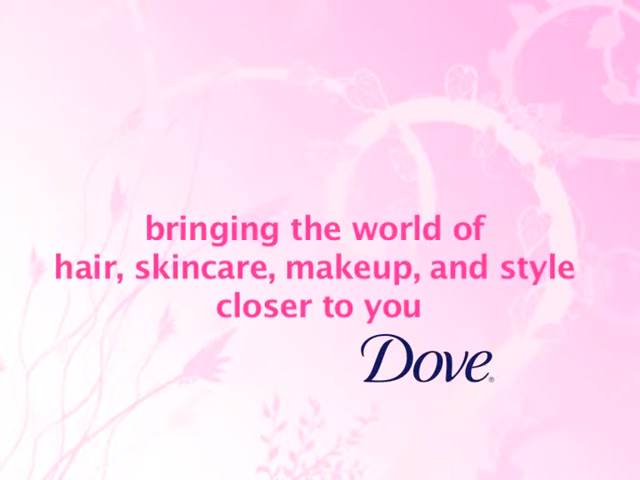 bringing the world of
hair, skincare, makeup, and style
closer to you
Dove®